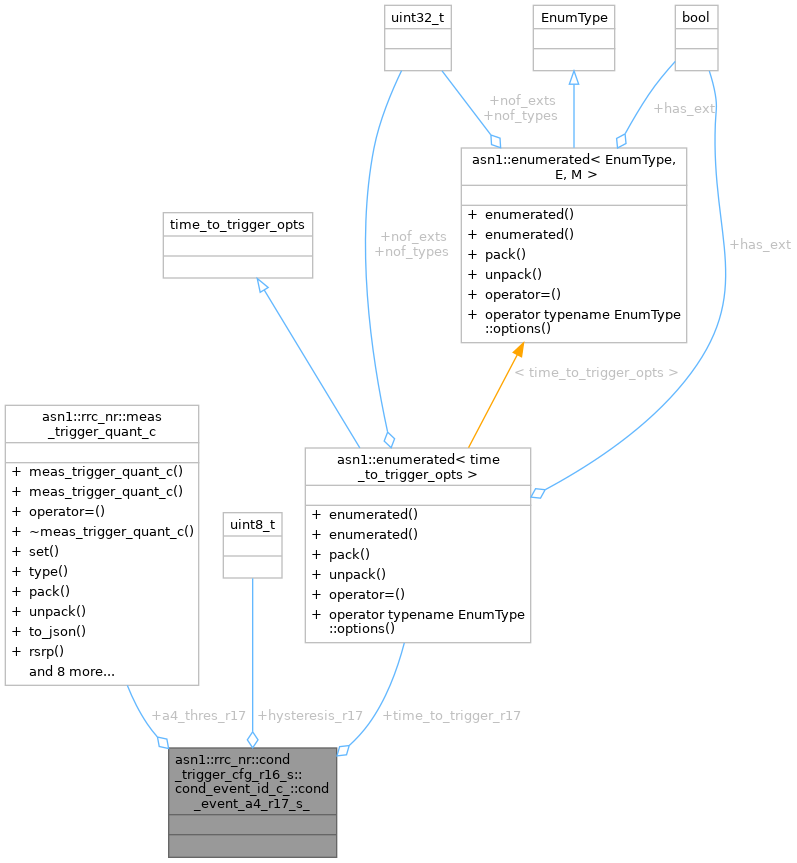 uint32_t
EnumType
bool
+nof_exts
+nof_types
+has_ext
asn1::enumerated< EnumType,
E, M >
+ enumerated()
+ enumerated()
+ pack()
+ unpack()
+ operator=()
+ operator typename EnumType
::options()
time_to_trigger_opts
+nof_exts
+nof_types
+has_ext
< time_to_trigger_opts >
asn1::rrc_nr::meas
_trigger_quant_c
+ meas_trigger_quant_c()
+ meas_trigger_quant_c()
+ operator=()
+ ~meas_trigger_quant_c()
+ set()
+ type()
+ pack()
+ unpack()
+ to_json()
+ rsrp()
and 8 more...
uint8_t
asn1::enumerated< time
_to_trigger_opts >
+ enumerated()
+ enumerated()
+ pack()
+ unpack()
+ operator=()
+ operator typename EnumType
::options()
+a4_thres_r17
+hysteresis_r17
+time_to_trigger_r17
asn1::rrc_nr::cond
_trigger_cfg_r16_s::
cond_event_id_c_::cond
_event_a4_r17_s_